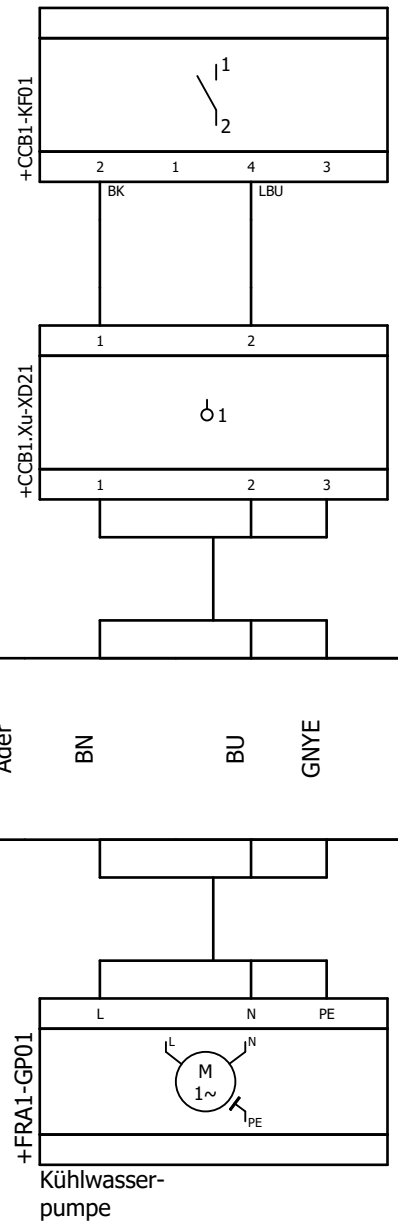 +CCB1-KF01
1
2
2 1 4 3
BK LBU
+CCB1.Xu-XD21
1 2
1
1 2 3
Ader
BN BU GNYE
+FRA1-GP01
L N PE
L N
M
1~
PE
Kühlwasser-
pumpe